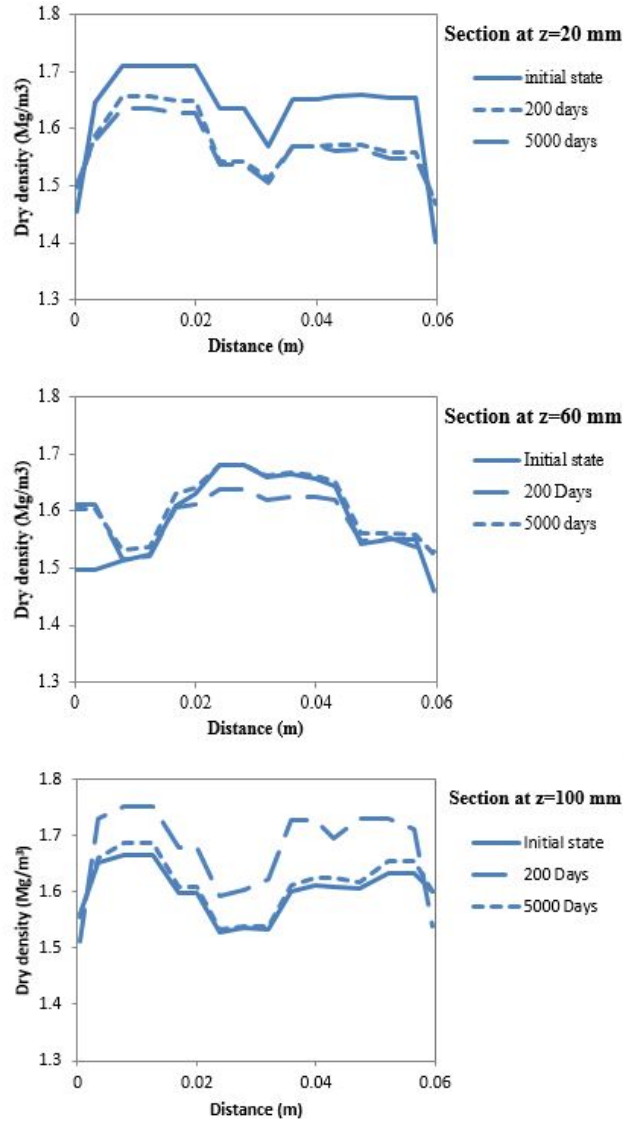 1.8
Section at z=20 mm
1.7
initial state
1.6
200 days
5000 days
1.5
1.4
1.3
Dry density (Mg/m3)
0 0.02 0.04 0.06
Distance (m)
1.8
Section at z=60 mm
1.7
Initial state
1.6
200 Days
5000 days
1.5
1.4
1.3
Dry density (Mg/m3)
0 0.02 0.04 0.06
Distance (m)
1.8
Section at z=100 mm
1.7
Initial state
1.6
200 Days
5000 Days
1.5
1.4
1.3
Dry density (Mg/m³)
0 0.02 0.04 0.06
Distance (m)